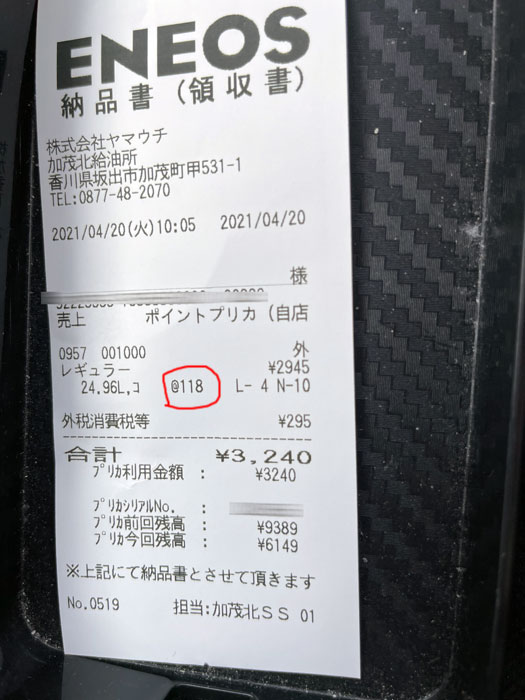 ENEOS
納品書（領収書）
株式会社ヤマウチ
加茂北給油所
香川県坂出市加茂町甲531-1
TEL:0877-48-2070
2021/04/20(火)10:05 2021/04/20
様
売上 ポイントプリカ（自店
0957 001000 外
レギュラー ¥2945
24.96L,ｺ @118 L- 4 N-10
外税消費税等 ¥295
合計 ¥3,240
ﾌﾟﾘｶ利用金額 : ¥3240
ﾌﾟﾘｶｼﾘｱﾙNo. :
ﾌﾟﾘｶ前回残高 : ¥9389
ﾌﾟﾘｶ今回残高 : ¥6149
※上記にて納品書とさせて頂きます
No.0519 担当:加茂北ＳＳ 01